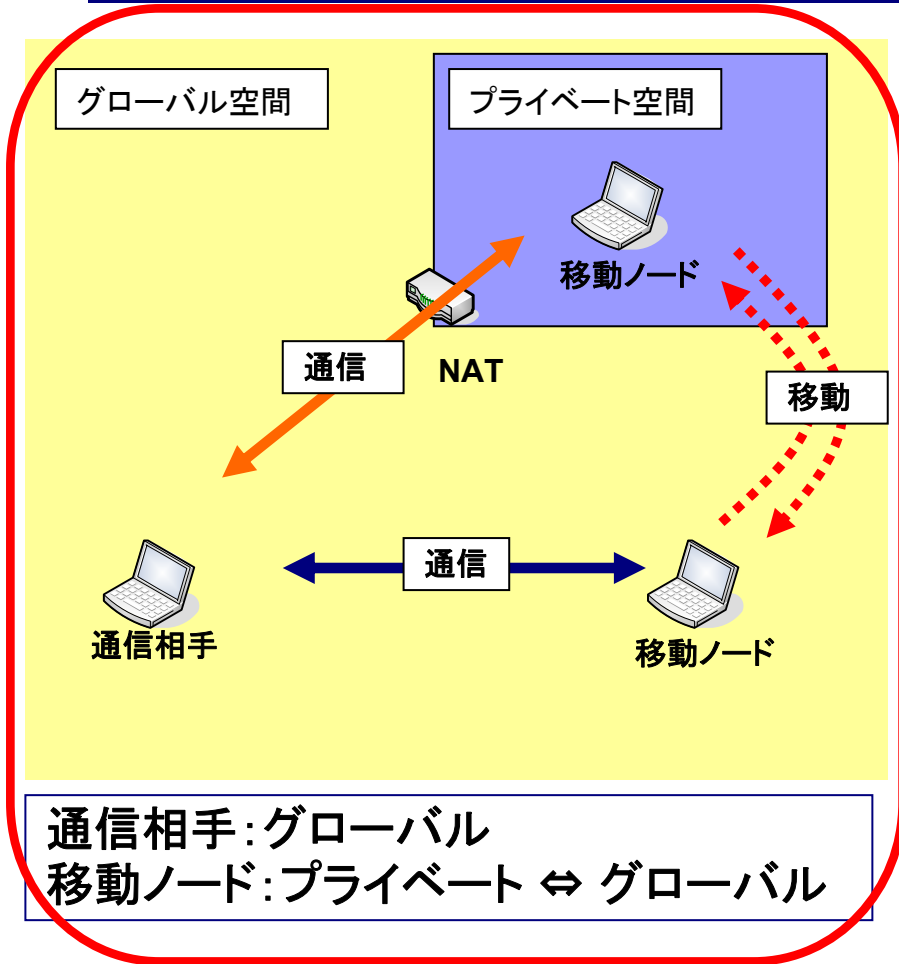 グローバル空間
プライベート空間
移動ノード
通信
NAT
移動
通信
通信相手
移動ノード
通信相手:グローバル
移動ノード:プライベート ⇔ グローバル